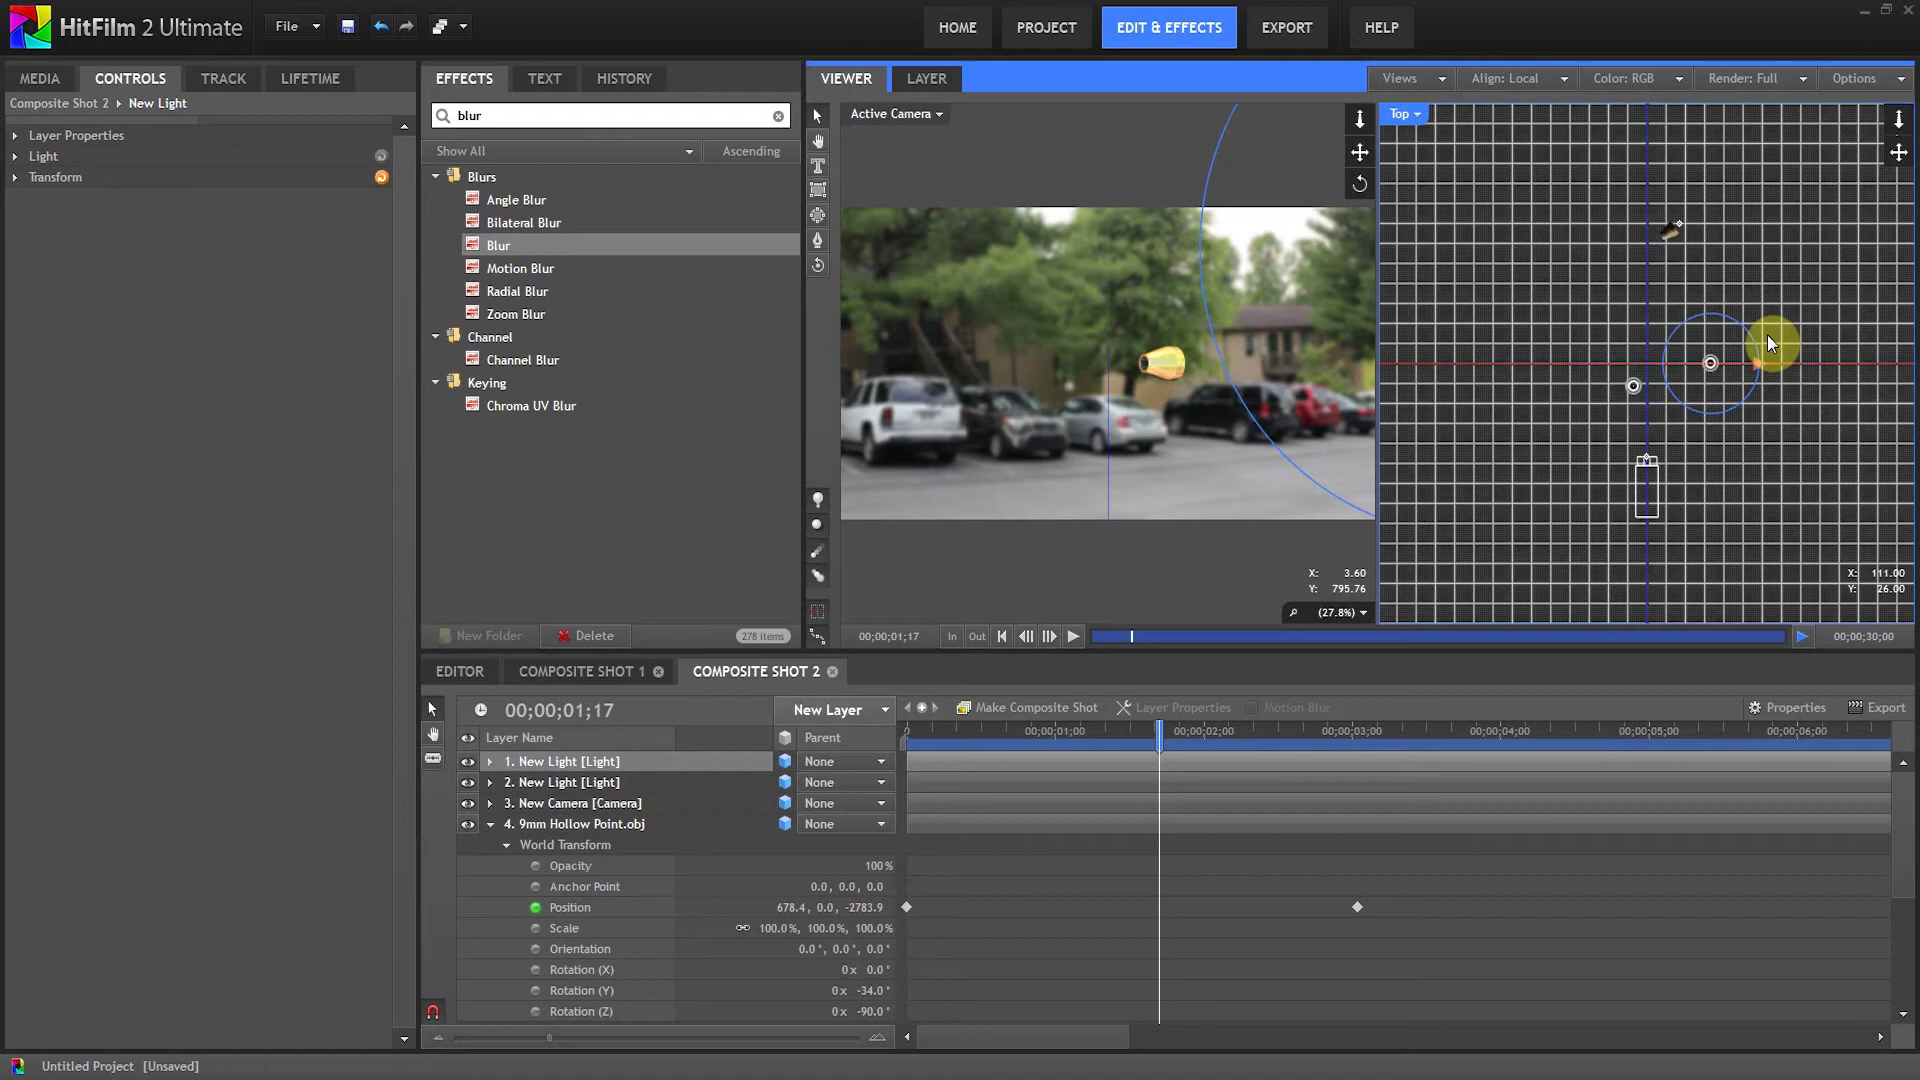 HitFilm 2 Ultimate
File
HOME
PROJECT
EDIT & EFFECTS
EXPORT
HELP
MEDIA
CONTROLS
TRACK
LIFETIME
Composite Shot 2 New Light
Layer Properties
Light
Transform
EFFECTS
TEXT
HISTORY
blur
Show All
Ascending
Blurs
Angle Blur
Bilateral Blur
Blur
Motion Blur
Radial Blur
Zoom Blur
Channel
Channel Blur
Keying
Chroma UV Blur
New Folder
Delete
278 items
VIEWER
LAYER
Views
Align: Local
Color: RGB
Render: Full
Options
Active Camera
Top
X: 3.60
Y: 795.76
(27.8%)
X: 111.00
Y: 26.00
00;00;01;17
In
Out
00;00;30;00
EDITOR
COMPOSITE SHOT 1
COMPOSITE SHOT 2
00;00;01;17
New Layer
Make Composite Shot
Layer Properties
Motion Blur
Properties
Export
Layer Name
Parent
0
00;00;01;00
00;00;02;00
00;00;03;00
00;00;04;00
00;00;05;00
00;00;06;00
1. New Light [Light] None
2. New Light [Light] None
3. New Camera [Camera] None
4. 9mm Hollow Point.obj None
World Transform
Opacity 100%
Anchor Point 0.0, 0.0, 0.0
Position 678.4, 0.0, -2783.9
Scale 100.0%, 100.0%, 100.0%
Orientation 0.0°, 0.0°, 0.0°
Rotation (X) 0x 0.0°
Rotation (Y) 0x -34.0°
Rotation (Z) 0x -90.0°
Untitled Project [Unsaved]